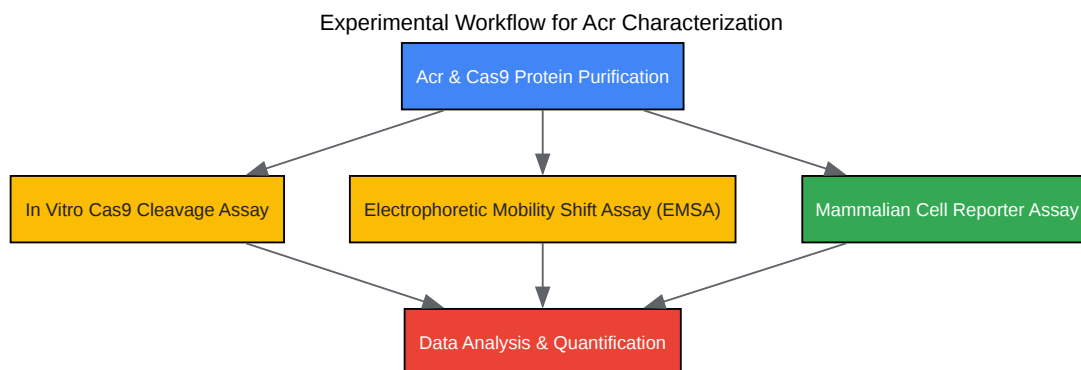 Experimental Workflow for Acr Characterization
Acr & Cas9 Protein Purification
In Vitro Cas9 Cleavage Assay
Electrophoretic Mobility Shift Assay (EMSA)
Mammalian Cell Reporter Assay
Data Analysis & Quantification